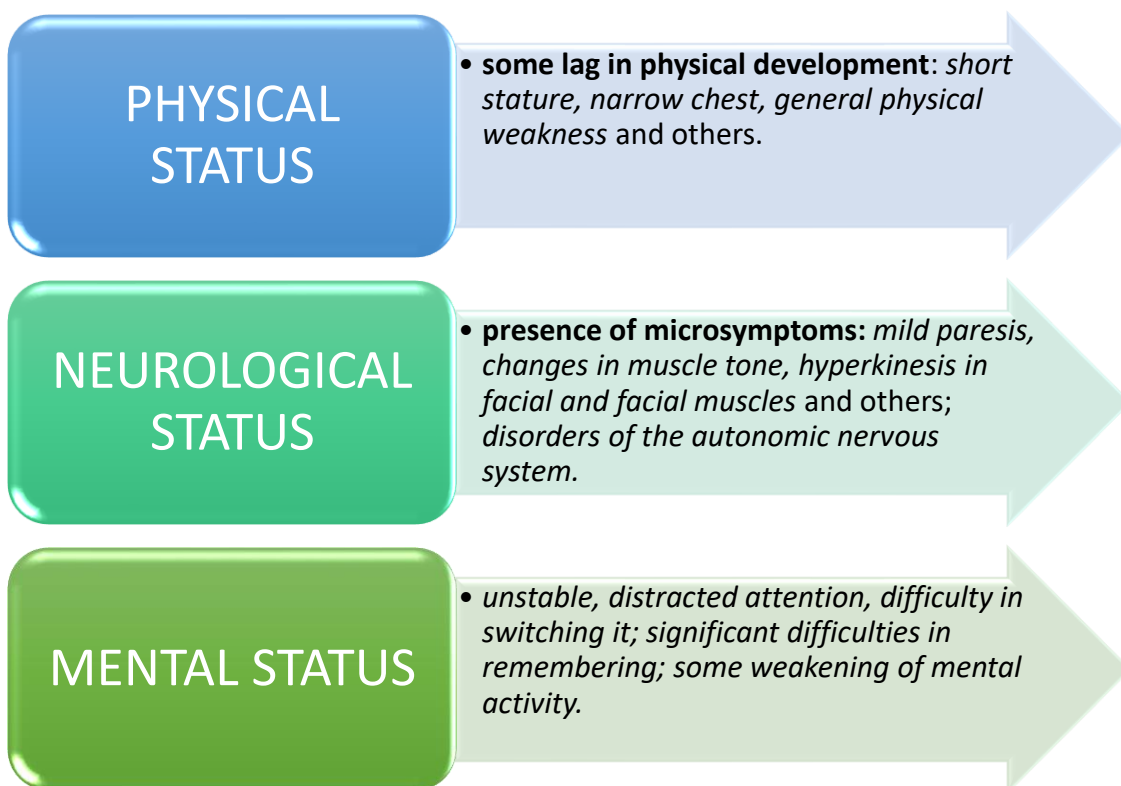 PHYSICAL
STATUS
• some lag in physical development: short
stature, narrow chest, general physical
weakness and others.
NEUROLOGICAL
STATUS
• presence of microsymptoms: mild paresis,
changes in muscle tone, hyperkinesis in
facial and facial muscles and others;
disorders of the autonomic nervous
system.
MENTAL STATUS
• unstable, distracted attention, difficulty in
switching it; significant difficulties in
remembering; some weakening of mental
activity.